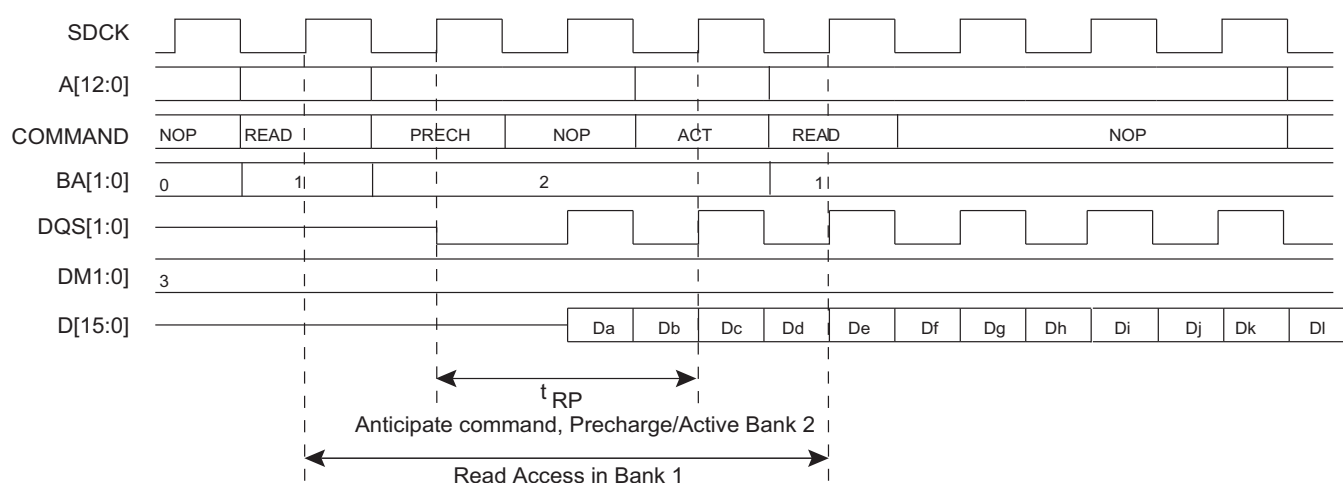 SDCK
A[12:0]
COMMAND NOP READ PRECH NOP ACT READ NOP
BA[1:0] 0 1 2 1
DQS[1:0]
DM1:0] 3
D[15:0] Da Db Dc Dd De Df Dg Dh Di Dj Dk Dl
t RP
Anticipate command, Precharge/Active Bank 2
Read Access in Bank 1